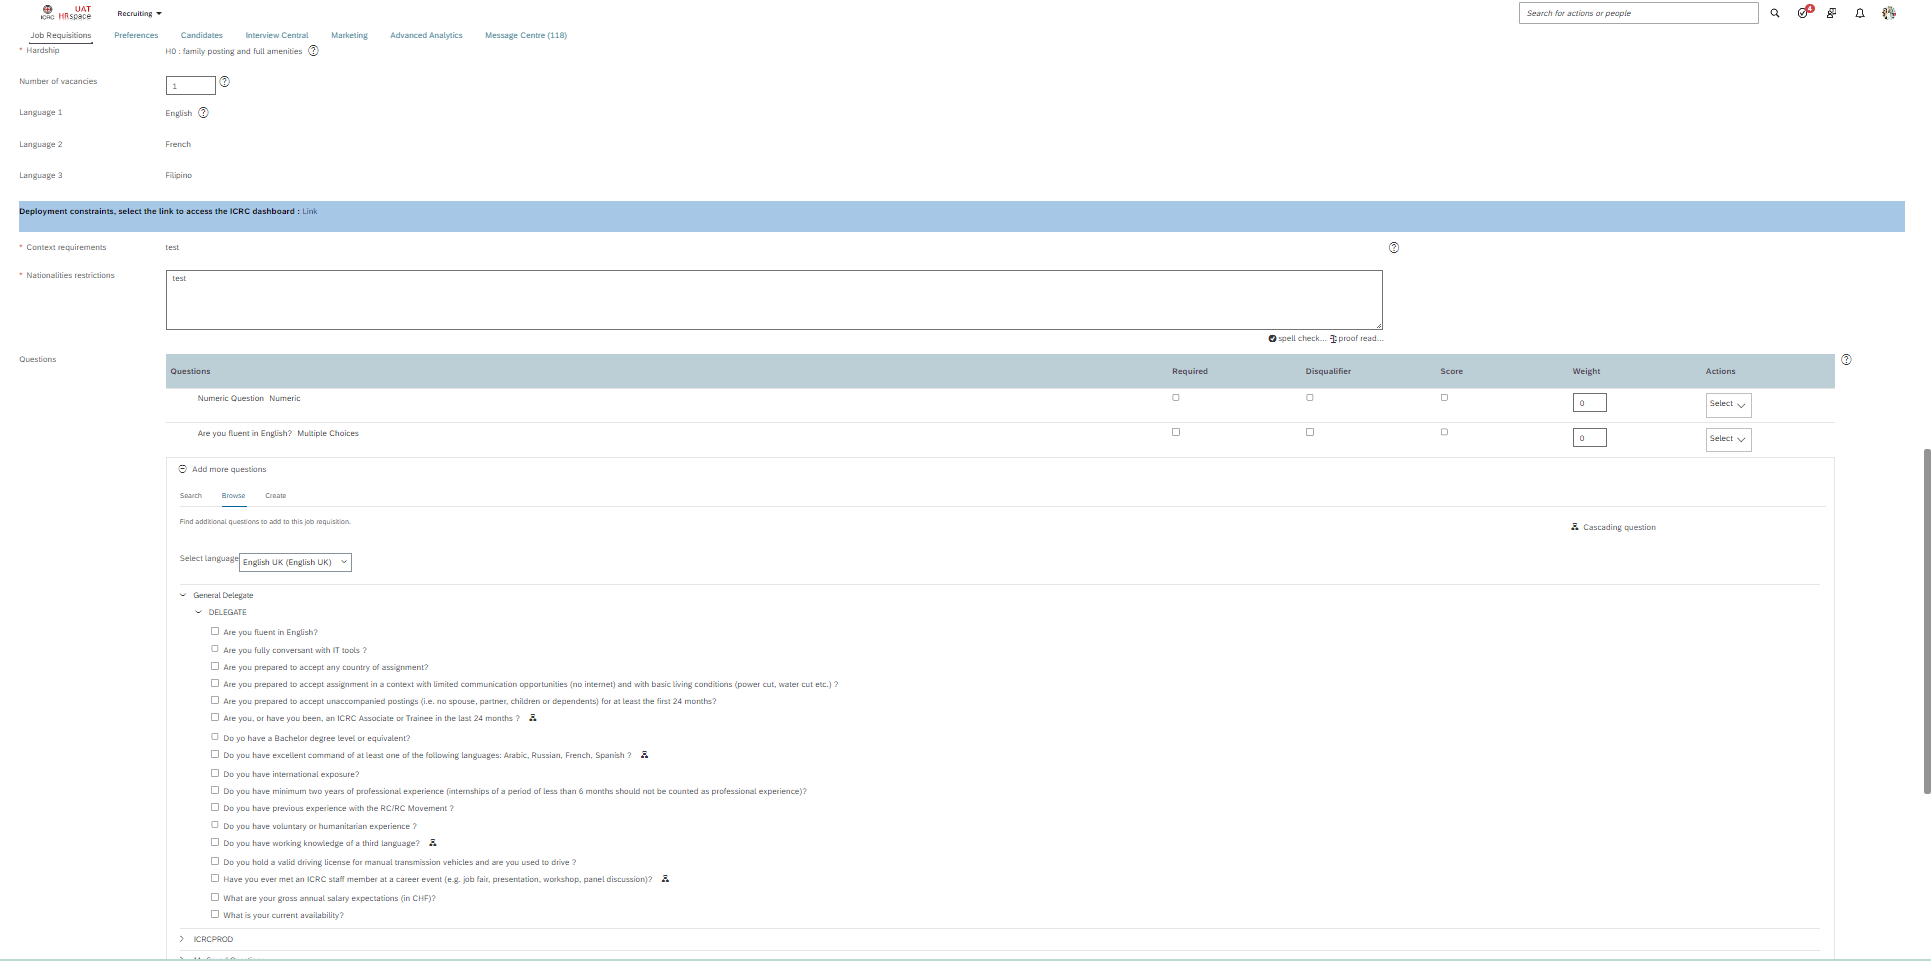 ICRC UAT HRspace Recruiting Search for actions or people 4
Job Requisitions Preferences Candidates Interview Central Marketing Advanced Analytics Message Centre (118)
* Hardship H0 : family posting and full amenities ?
Number of vacancies 1 ?
Language 1 English ?
Language 2 French
Language 3 Filipino
Deployment constraints, select the link to access the ICRC dashboard : Link
* Context requirements test ?
* Nationalities restrictions test
spell check... proof read...
Questions ?
Questions Required Disqualifier Score Weight Actions
Numeric Question Numeric 0 Select
Are you fluent in English? Multiple Choices 0 Select
Add more questions
Search Browse Create
Find additional questions to add to this job requisition.
Cascading question
Select language English UK (English UK)
General Delegate
DELEGATE
Are you fluent in English?
Are you fully conversant with IT tools ?
Are you prepared to accept any country of assignment?
Are you prepared to accept assignment in a context with limited communication opportunities (no internet) and with basic living conditions (power cut, water cut etc.) ?
Are you prepared to accept unaccompanied postings (i.e. no spouse, partner, children or dependents) for at least the first 24 months?
Are you, or have you been, an ICRC Associate or Trainee in the last 24 months ?
Do yo have a Bachelor degree level or equivalent?
Do you have excellent command of at least one of the following languages: Arabic, Russian, French, Spanish ?
Do you have international exposure?
Do you have minimum two years of professional experience (internships of a period of less than 6 months should not be counted as professional experience)?
Do you have previous experience with the RC/RC Movement ?
Do you have voluntary or humanitarian experience ?
Do you have working knowledge of a third language?
Do you hold a valid driving license for manual transmission vehicles and are you used to drive ?
Have you ever met an ICRC staff member at a career event (e.g. job fair, presentation, workshop, panel discussion)?
What are your gross annual salary expectations (in CHF)?
What is your current availability?
ICRCPROD